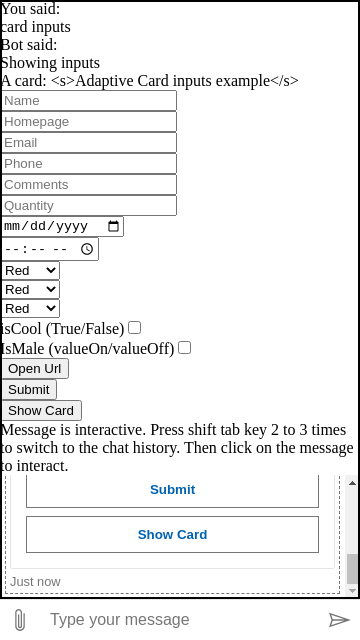 You said:
card inputs
Bot said:
Showing inputs
A card: <s>Adaptive Card inputs example</s>
Name
Homepage
Email
Phone
Comments
Quantity
mm/dd/yyyy
--:-- --
Red
Red
Red
isCool (True/False)
IsMale (valueOn/valueOff)
Open Url
Submit
Show Card
Message is interactive. Press shift tab key 2 to 3 times
to switch to the chat history. Then click on the message
to interact.
Submit
Show Card
Just now
Type your message